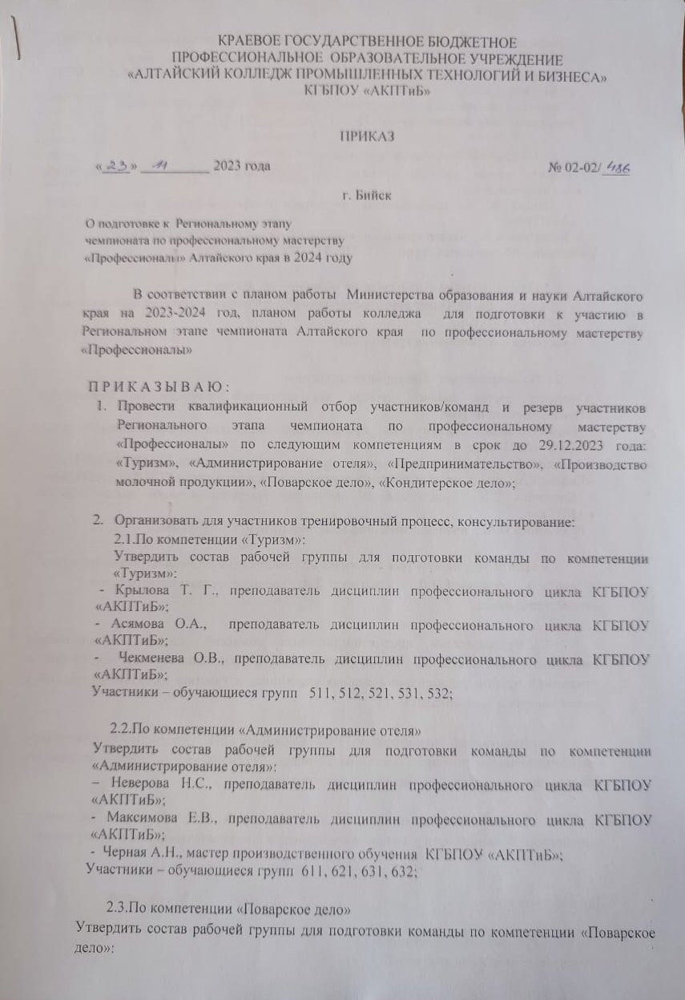 КРАЕВОЕ ГОСУДАРСТВЕННОЕ БЮДЖЕТНОЕ
ПРОФЕССИОНАЛЬНОЕ ОБРАЗОВАТЕЛЬНОЕ УЧРЕЖДЕНИЕ
«АЛТАЙСКИЙ КОЛЛЕДЖ ПРОМЫШЛЕННЫХ ТЕХНОЛОГИЙ И БИЗНЕСА»
КГБПОУ «АКПТиБ»
ПРИКАЗ
«23» 11 2023 года № 02-02/486
г. Бийск
О подготовке к Региональному этапу
чемпионата по профессиональному мастерству
«Профессионалы» Алтайского края в 2024 году
В соответствии с планом работы Министерства образования и науки Алтайского
края на 2023-2024 год, планом работы колледжа для подготовки к участию в
Региональном этапе чемпионата Алтайского края по профессиональному мастерству
«Профессионалы»
П Р И К А З Ы В А Ю :
1. Провести квалификационный отбор участников/команд и резерв участников
Регионального этапа чемпионата по профессиональному мастерству
«Профессионалы» по следующим компетенциям в срок до 29.12.2023 года:
«Туризм», «Администрирование отеля», «Предпринимательство», «Производство
молочной продукции», «Поварское дело», «Кондитерское дело»;
2. Организовать для участников тренировочный процесс, консультирование:
2.1.По компетенции «Туризм»:
Утвердить состав рабочей группы для подготовки команды по компетенции
«Туризм»:
- Крылова Т. Г., преподаватель дисциплин профессионального цикла КГБПОУ
«АКПТиБ»;
- Асямова О.А., преподаватель дисциплин профессионального цикла КГБПОУ
«АКПТиБ»;
- Чекменева О.В., преподаватель дисциплин профессионального цикла КГБПОУ
«АКПТиБ»;
Участники – обучающиеся групп 511, 512, 521, 531, 532;
2.2.По компетенции «Администрирование отеля»
Утвердить состав рабочей группы для подготовки команды по компетенции
«Администрирование отеля»:
– Неверова Н.С., преподаватель дисциплин профессионального цикла КГБПОУ
«АКПТиБ»;
- Максимова Е.В., преподаватель дисциплин профессионального цикла КГБПОУ
«АКПТиБ»;
- Черная А.Н., мастер производственного обучения КГБПОУ «АКПТиБ»;
Участники – обучающиеся групп 611, 621, 631, 632;
2.3.По компетенции «Поварское дело»
Утвердить состав рабочей группы для подготовки команды по компетенции «Поварское
дело»: